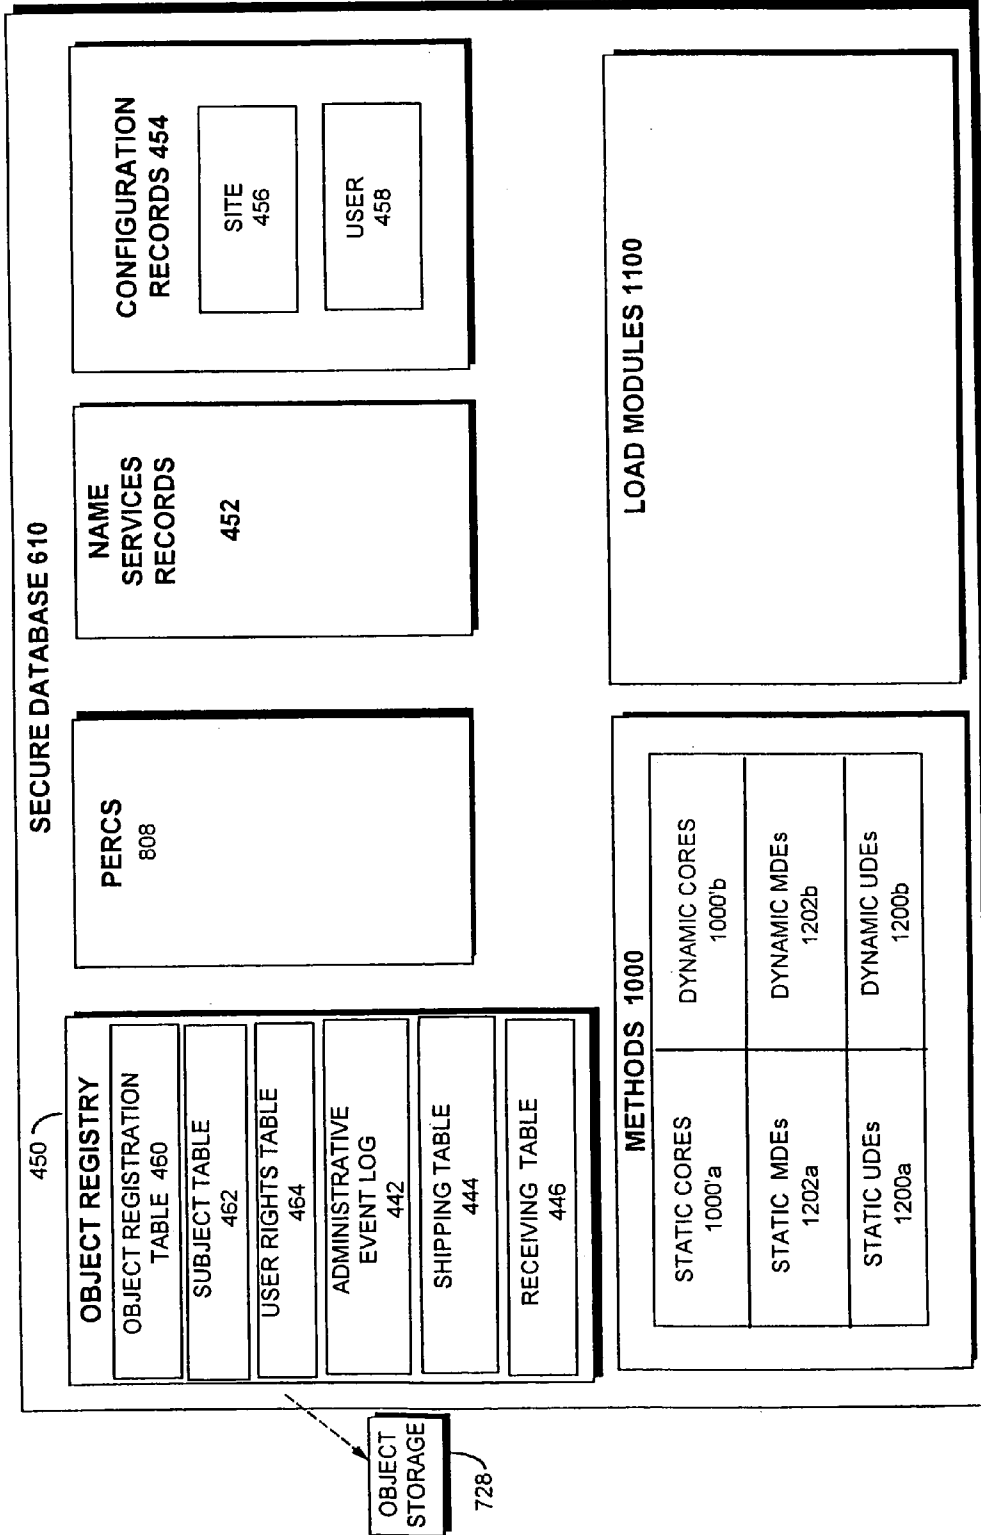 SECURE DATABASE 610
450
OBJECT REGISTRY
OBJECT REGISTRATION
TABLE 460
SUBJECT TABLE
462
USER RIGHTS TABLE
464
ADMINISTRATIVE
EVENT LOG
442
SHIPPING TABLE
444
RECEIVING TABLE
446
OBJECT
STORAGE
728
PERCS
808
NAME
SERVICES
RECORDS
452
CONFIGURATION
RECORDS 454
SITE
456
USER
458
METHODS 1000
STATIC CORES
1000'a
DYNAMIC CORES
1000'b
STATIC MDEs
1202a
DYNAMIC MDEs
1202b
STATIC UDEs
1200a
DYNAMIC UDEs
1200b
LOAD MODULES 1100